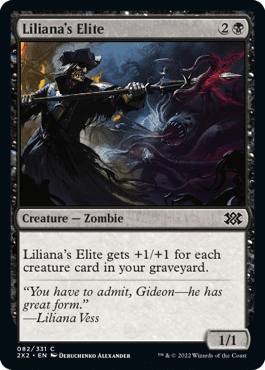 Liliana's Elite 2
Creature — Zombie
Liliana's Elite gets +1/+1 for each
creature card in your graveyard.
“You have to admit, Gideon—he has
great form.”
—Liliana Vess
1/1
082/331 C
2X2 • EN DERUCHENKO ALEXANDER
™ & © 2022 Wizards of the Coast